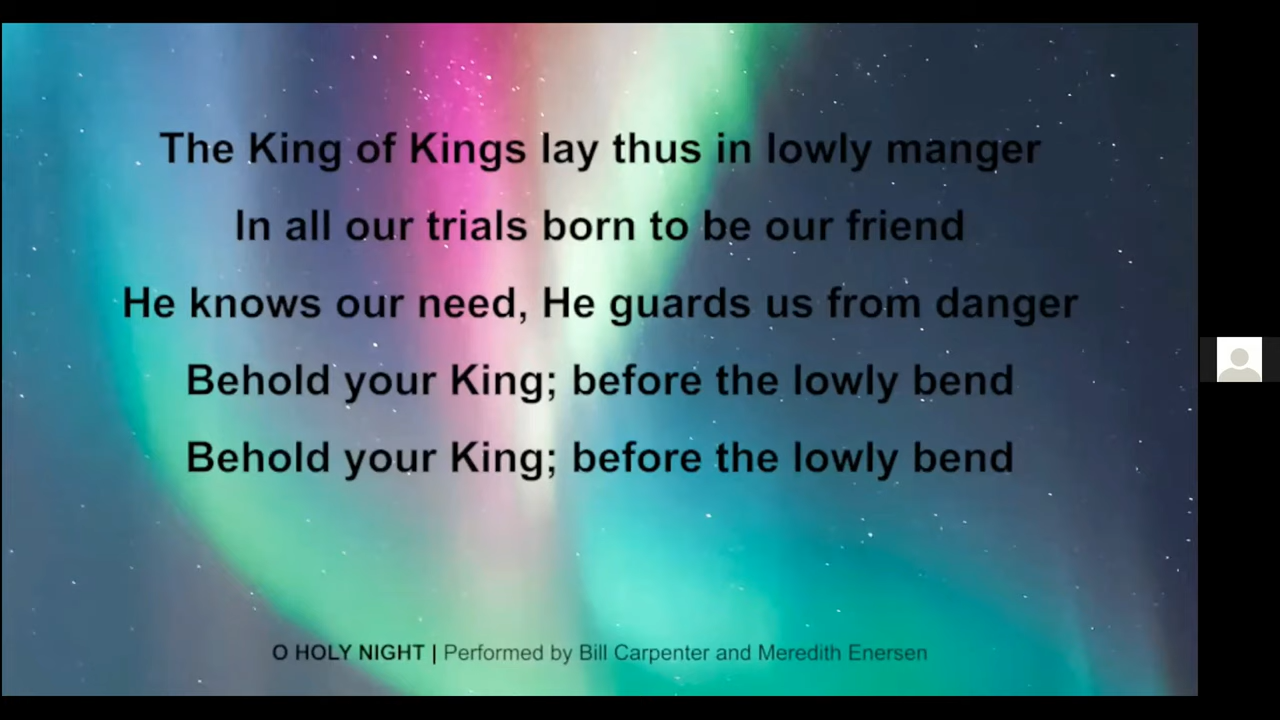 The King of Kings lay thus in lowly manger
In all our trials born to be our friend
He knows our need, He guards us from danger
Behold your King; before the lowly bend
Behold your King; before the lowly bend
O HOLY NIGHT | Performed by Bill Carpenter and Meredith Enersen